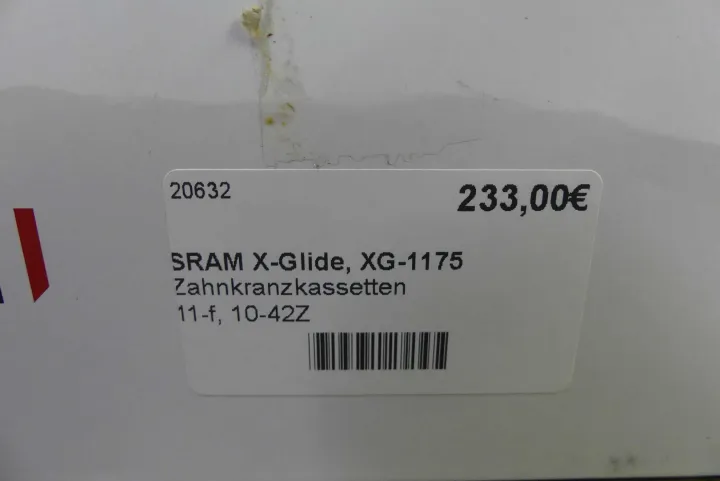 20632
233,00€
SRAM X-Glide, XG-1175
Zahnkranzkassetten
11-f, 10-42Z